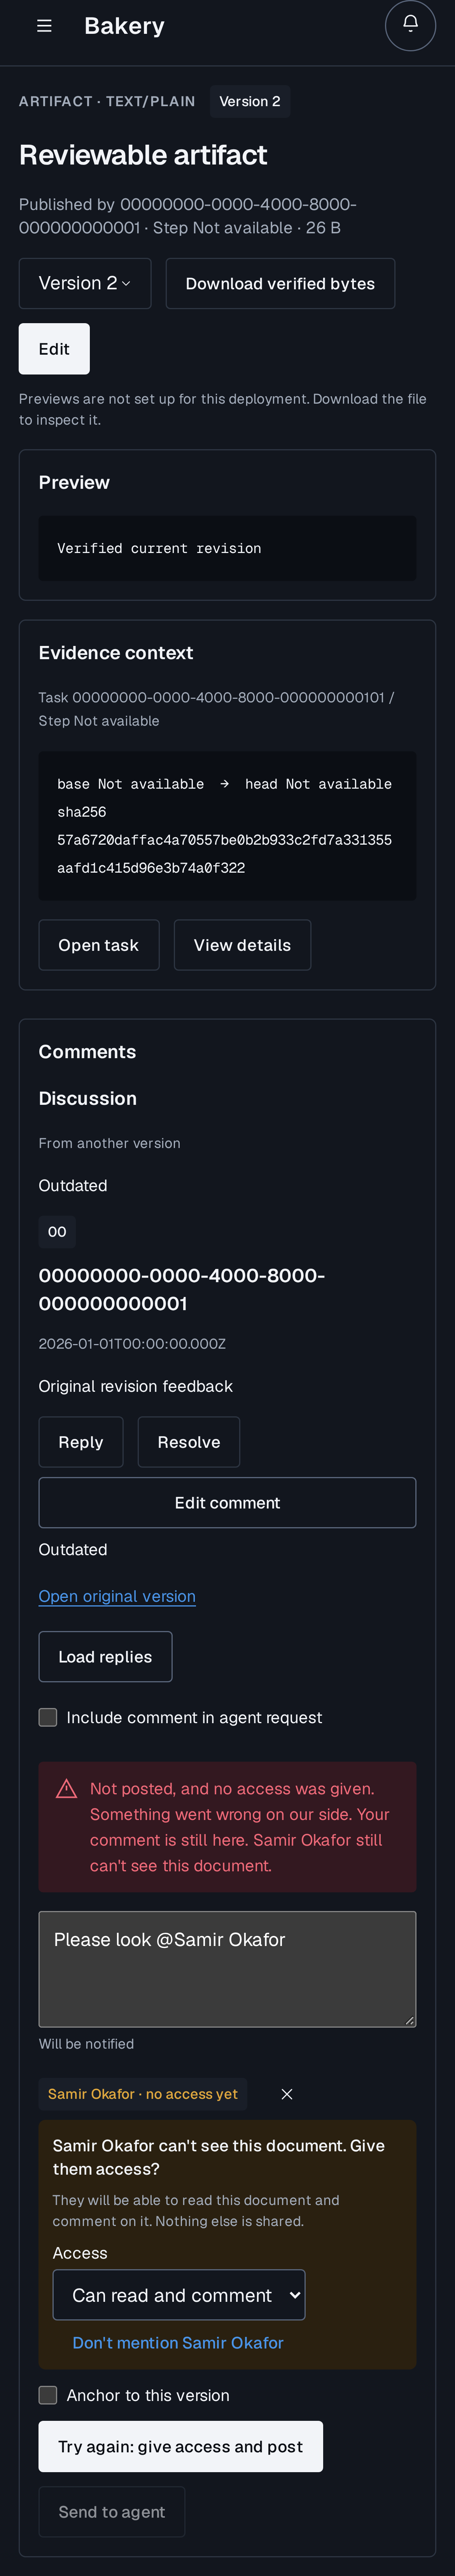 Bakery
ARTIFACT · TEXT/PLAIN Version 2
Reviewable artifact
Published by 00000000-0000-4000-8000-
000000000001 · Step Not available · 26 B
Version 2 Download verified bytes
Edit
Previews are not set up for this deployment. Download the file
to inspect it.
Preview
Verified current revision
Evidence context
Task 00000000-0000-4000-8000-000000000101 /
Step Not available
base Not available → head Not available
sha256
57a6720daffac4a70557be0b2b933c2fd7a331355
aafd1c415d96e3b74a0f322
Open task View details
Comments
Discussion
From another version
Outdated
00
00000000-0000-4000-8000-
000000000001
2026-01-01T00:00:00.000Z
Original revision feedback
Reply Resolve
Edit comment
Outdated
Open original version
Load replies
Include comment in agent request
Not posted, and no access was given.
Something went wrong on our side. Your
comment is still here. Samir Okafor still
can't see this document.
Please look @Samir Okafor
Will be notified
Samir Okafor · no access yet
Samir Okafor can't see this document. Give
them access?
They will be able to read this document and
comment on it. Nothing else is shared.
Access
Can read and comment
Don't mention Samir Okafor
Anchor to this version
Try again: give access and post
Send to agent